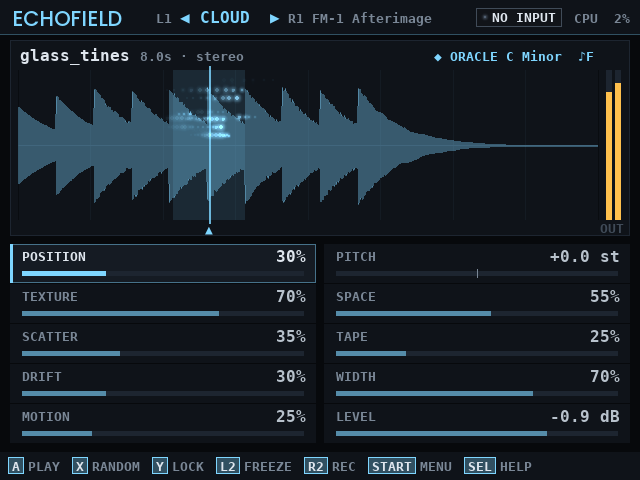 ECHOFIELD L1 ◀ CLOUD ▶ R1 FM-1 Afterimage NO INPUT CPU 2%
glass_tines 8.0s · stereo ◆ ORACLE C Minor ♪F
OUT
POSITION 30% PITCH +0.0 st
TEXTURE 70% SPACE 55%
SCATTER 35% TAPE 25%
DRIFT 30% WIDTH 70%
MOTION 25% LEVEL -0.9 dB
A PLAY X RANDOM Y LOCK L2 FREEZE R2 REC START MENU SEL HELP